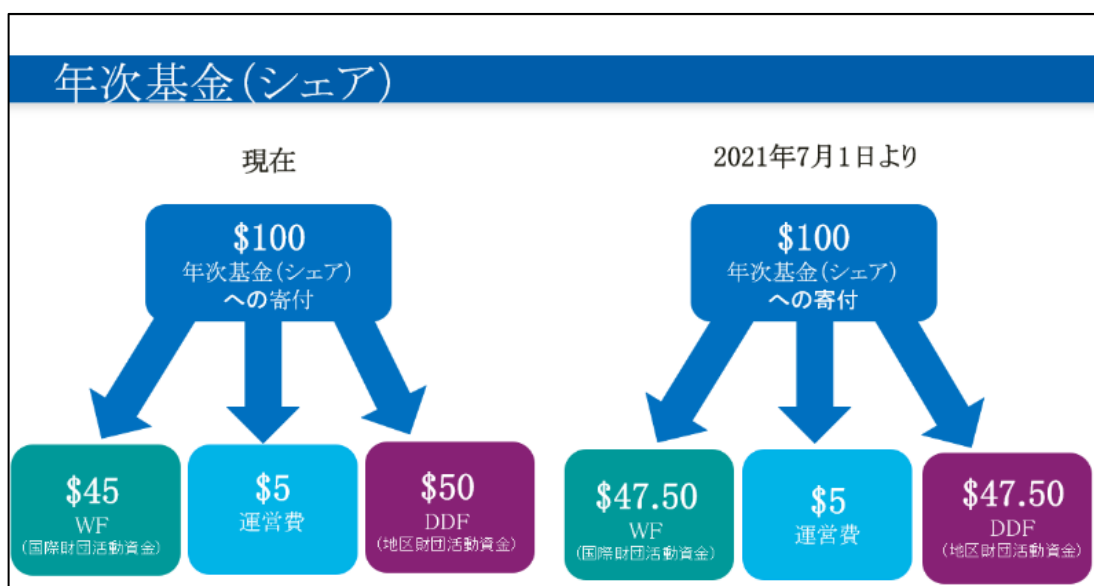 年次基金(シェア)
現在
$100
年次基金(シェア)
への寄付
$45
WF
(国際財団活動資金)
$5
運営費
$50
DDF
(地区財団活動資金)
2021年7月1日より
$100
年次基金(シェア)
への寄付
$47.50
WF
(国際財団活動資金)
$5
運営費
$47.50
DDF
(地区財団活動資金)